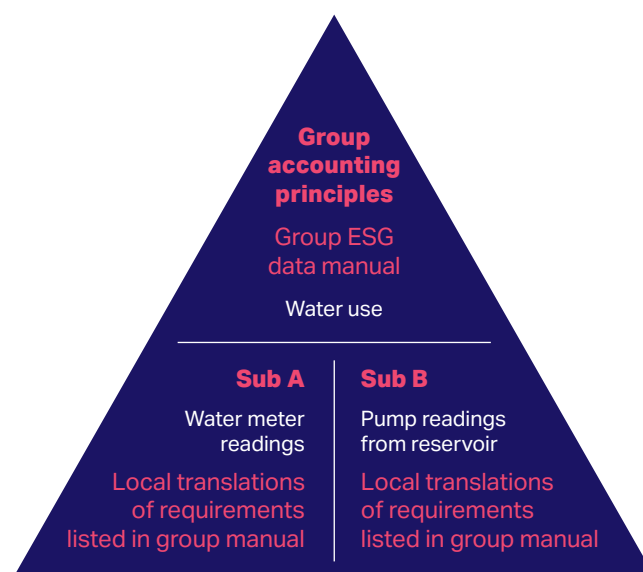 Group
accounting
principles
Group ESG
data manual
Water use
Sub A
Water meter
readings
Local translations
of requirements
listed in group manual
Sub B
Pump readings
from reservoir
Local translations
of requirements
listed in group manual